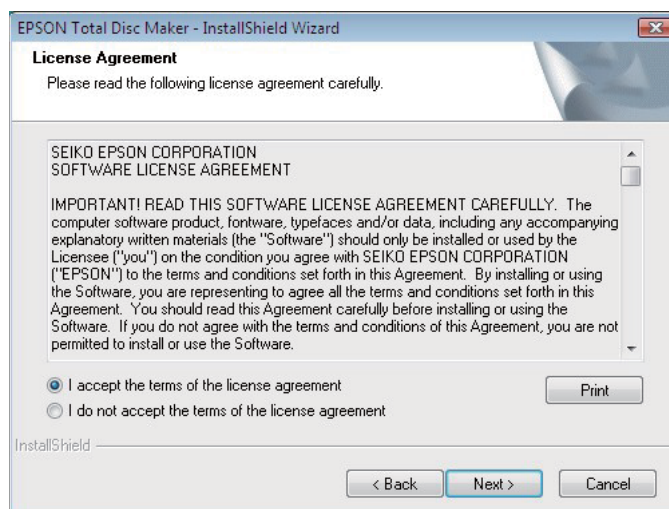 EPSON Total Disc Maker - InstallShield Wizard
License Agreement
Please read the following license agreement carefully.
SEIKO EPSON CORPORATION
SOFTWARE LICENSE AGREEMENT
IMPORTANT! READ THIS SOFTWARE LICENSE AGREEMENT CAREFULLY. The
computer software product, fontware, typefaces and/or data, including any accompanying
explanatory written materials (the "Software") should only be installed or used by the
Licensee ("you") on the condition you agree with SEIKO EPSON CORPORATION
("EPSON") to the terms and conditions set forth in this Agreement. By installing or using
the Software, you are representing to agree all the terms and conditions set forth in this
Agreement. You should read this Agreement carefully before installing or using the
Software. If you do not agree with the terms and conditions of this Agreement, you are not
permitted to install or use the Software.
I accept the terms of the license agreement
Print
I do not accept the terms of the license agreement
InstallShield
< Back
Next >
Cancel